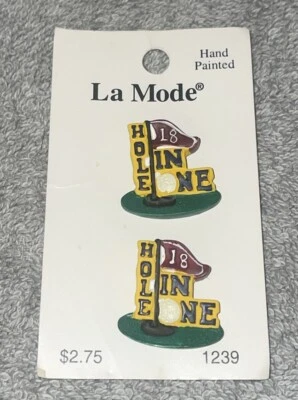 Hand
Painted
La Mode®
18
HOLE
IN
ONE
18
HOLE
IN
ONE
$2.75
1239